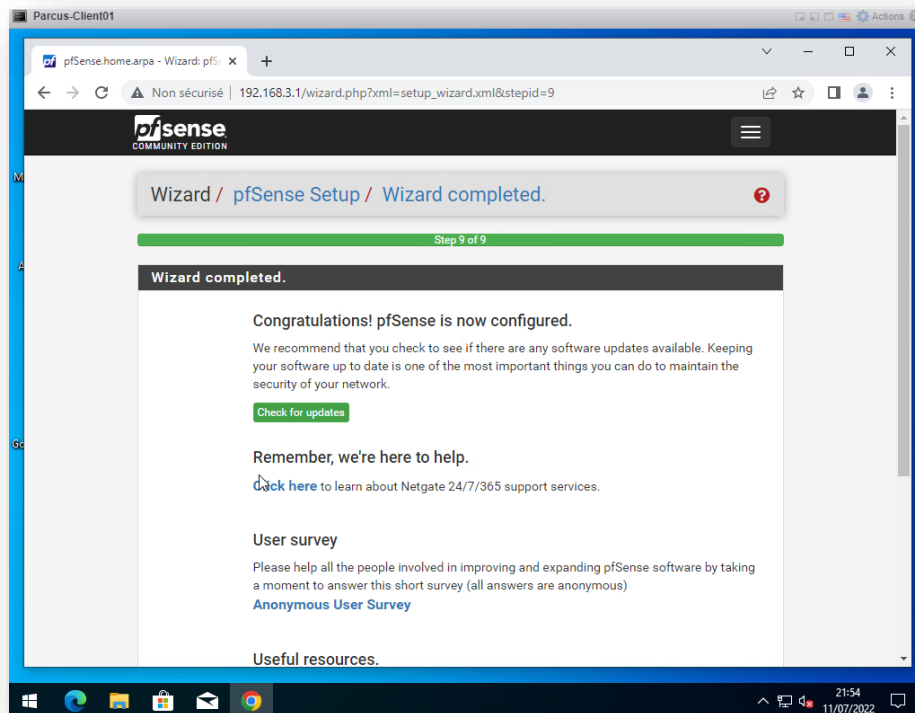 Parcus-Client01
Actions
pfSense.home.arpa - Wizard: pfS
Non sécurisé
192.168.3.1/wizard.php?xml=setup_wizard.xml&stepid=9
pfsense
COMMUNITY EDITION
Wizard / pfSense Setup / Wizard completed.
Step 9 of 9
Wizard completed.
Congratulations! pfSense is now configured.
We recommend that you check to see if there are any software updates available. Keeping
your software up to date is one of the most important things you can do to maintain the
security of your network.
Check for updates
Remember, we're here to help.
Click here to learn about Netgate 24/7/365 support services.
User survey
Please help all the people involved in improving and expanding pfSense software by taking
a moment to answer this short survey (all answers are anonymous)
Anonymous User Survey
Useful resources.
21:54
11/07/2022